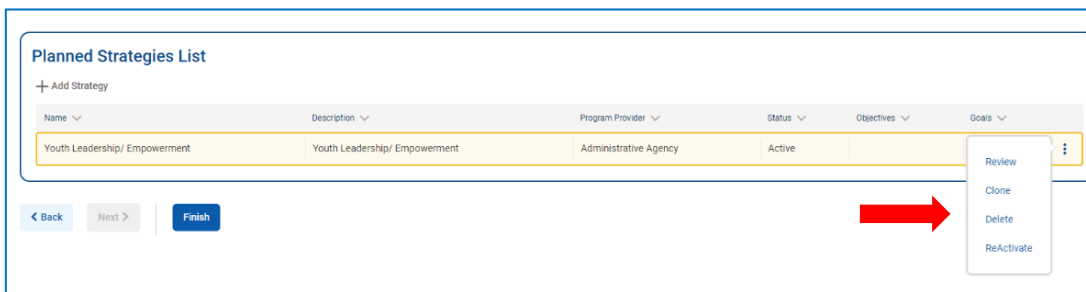 Planned Strategies List
+ Add Strategy
Name Description Program Provider Status Objectives Goals
Youth Leadership/ Empowerment Youth Leadership/ Empowerment Administrative Agency Active
Review
Clone
Delete
ReActivate
Back Next Finish